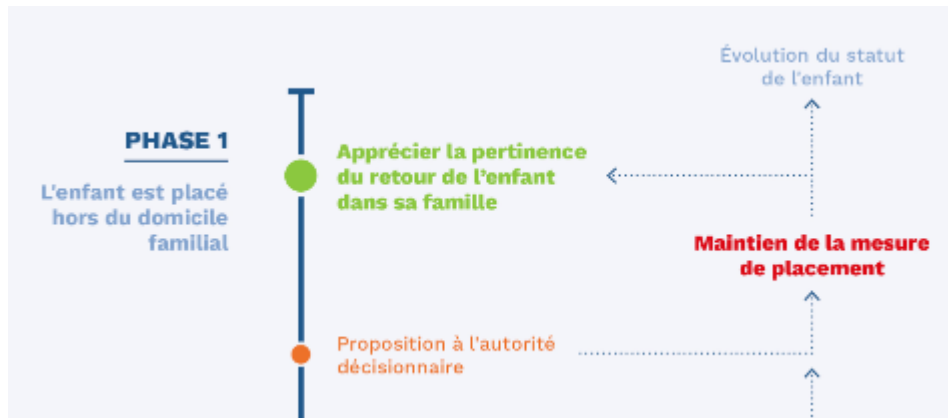 Évolution du statut
de l'enfant
PHASE 1
L'enfant est placé
hors du domicile
familial
Apprécier la pertinence
du retour de l'enfant
dans sa famille
Maintien de la mesure
de placement
Proposition à l'autorité
décisionnaire